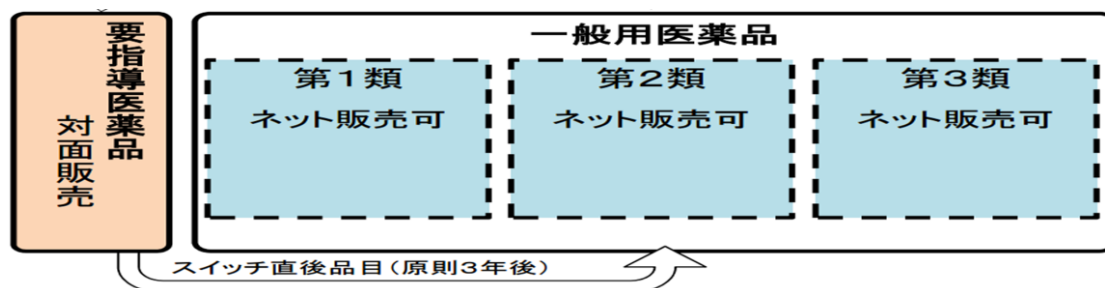 要指導医薬品
対面販売
一般用医薬品
第１類
ネット販売可
第２類
ネット販売可
第３類
ネット販売可
スイッチ直後品目(原則３年後)